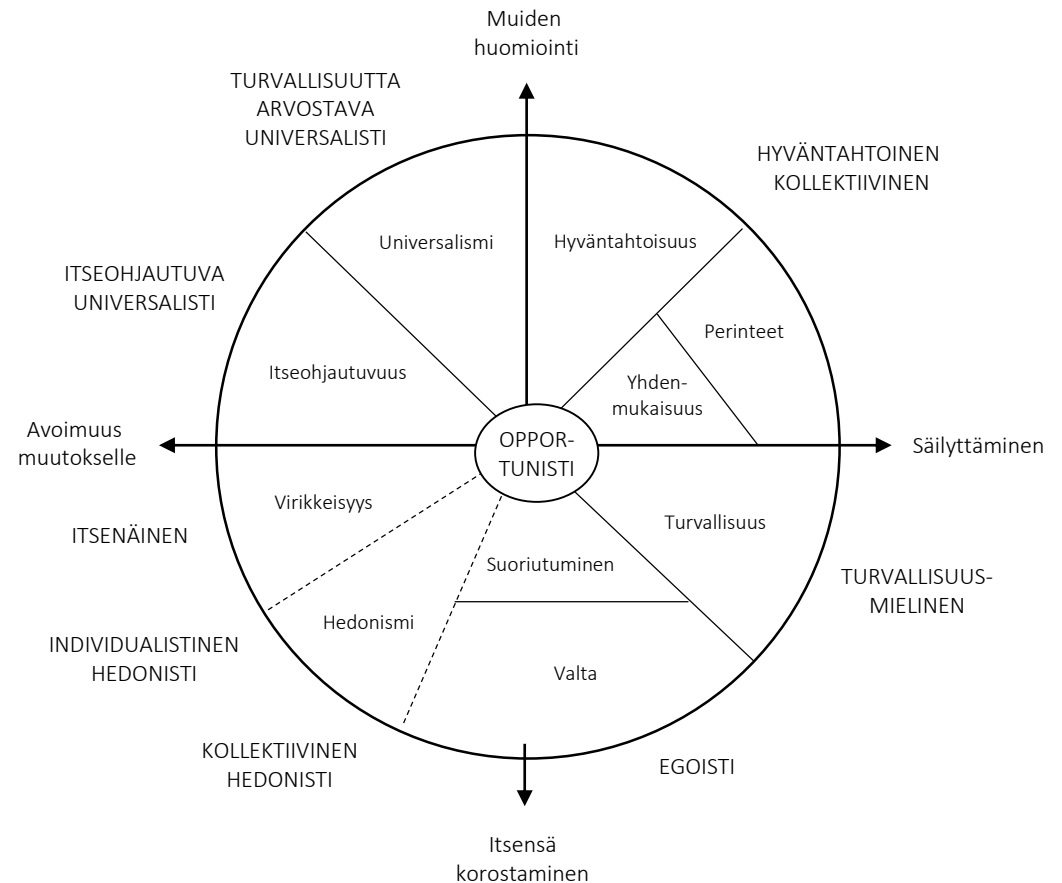 Muiden
huomiointi
TURVALLISUUTTA
ARVOSTAVA
UNIVERSALISTI
HYVÄNTAHTOINEN
KOLLEKTIIVINEN
Universalismi
Hyväntahtoisuus
ITSEOHJAUTUVA
UNIVERSALISTI
Perinteet
Itseohjautuvuus
Yhden-
mukaisuus
Avoimuus
muutokselle
OPPOR-
TUNISTI
Säilyttäminen
Virikkeisyys
Turvallisuus
ITSENÄINEN
Suoriutuminen
TURVALLISUUS-
MIELINEN
Hedonismi
INDIVIDUALISTINEN
HEDONISTI
Valta
KOLLEKTIIVINEN
HEDONISTI
EGOISTI
Itsensä
korostaminen